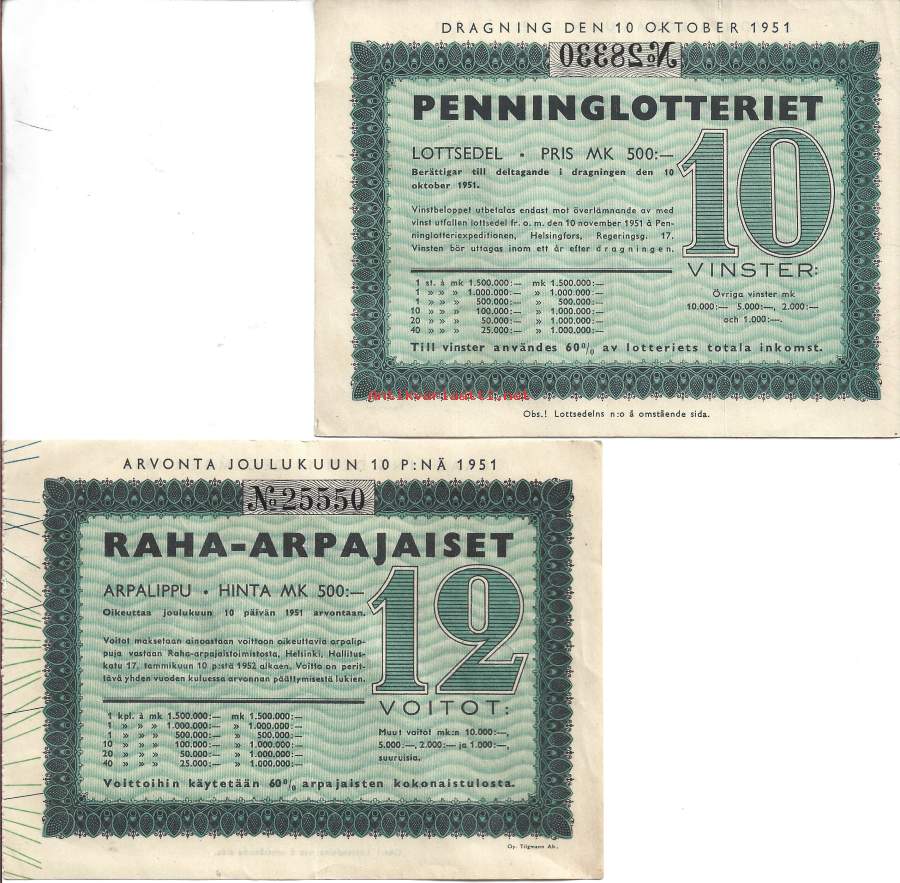 DRAGNING DEN 10 OKTOBER 1951
No 28330
PENNINGLOTTERIET
LOTTSEDEL • PRIS MK 500:—
Berättigar till deltagande i dragningen den 10
oktober 1951.
10
Vinstbeloppet utbetalas endast mot överlämnande av med
vinst utfallen lottsedel fr. o. m. den 10 november 1951 å Pen-
ninglotteriexpeditionen, Helsingfors, Regeringsg. 17.
Vinsten bör uttagas inom ett år efter dragningen.
VINSTER:
1 st. à mk 1.500.000:— mk 1.500.000:—
1 » » » 1.000.000:— » 1.000.000:—
1 » » » 500.000:— » 500.000:—
10 » » » 100.000:— » 1.000.000:—
20 » » » 50.000:— » 1.000.000:—
40 » » » 25.000:— » 1.000.000:—
Övriga vinster mk
10.000:— 5.000:—, 2.000:—
och 1.000:—.
Till vinster användes 60% av lotteriets totala inkomst.
Antikvariaatti.net
Obs.! Lottsedelns n:o å omstående sida.
ARVONTA JOULUKUUN 10 P:NÄ 1951
No 25550
RAHA-ARPAJAISET
ARPALIPPU • HINTA MK 500:—
Oikeuttaa joulukuun 10 päivän 1951 arvontaan.
12
Voitot maksetaan ainoastaan voittoon oikeuttavia arpalip-
puja vastaan Raha-arpajaistoimistosta, Helsinki, Hallitus-
katu 17, tammikuun 10 p:stä 1952 alkaen. Voitto on perit-
tävä yhden vuoden kuluessa arvonnan päättymisestä lukien.
VOITOT:
1 kpl. à mk 1.500.000:— mk 1.500.000:—
1 » » » 1.000.000:— » 1.000.000:—
1 » » » 500.000:— » 500.000:—
10 » » » 100.000:— » 1.000.000:—
20 » » » 50.000:— » 1.000.000:—
40 » » » 25.000:— » 1.000.000:—
Muut voitot mk:n 10.000:—,
5.000:—, 2.000:— ja 1.000:—,
suuruisia.
Voittoihin käytetään 60% arpajaisten kokonaistulosta.
Oy. Tilgmann Ab.